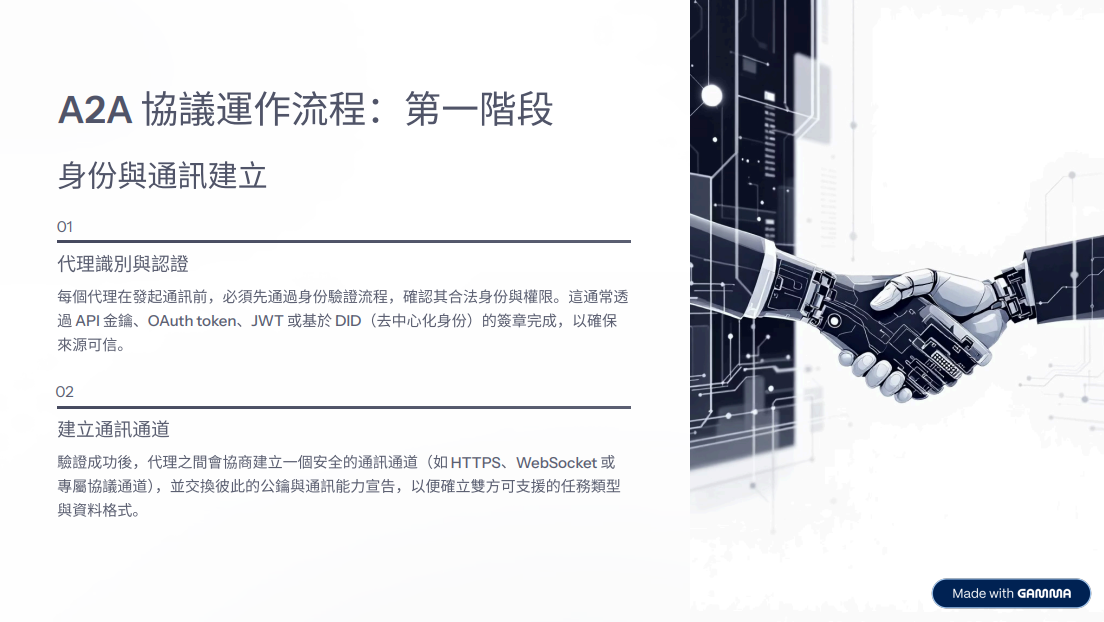 A2A 協議運作流程：第一階段
身份與通訊建立
01
代理識別與認證
每個代理在發起通訊前，必須先通過身份驗證流程，確認其合法身份與權限。這通常透
過 API 金鑰、OAuth token、JWT 或基於 DID（去中心化身份）的簽章完成，以確保
來源可信。
02
建立通訊通道
驗證成功後，代理之間會協商建立一個安全的通訊通道（如 HTTPS、WebSocket 或
專屬協議通道），並交換彼此的公鑰與通訊能力宣告，以便確立雙方可支援的任務類型
與資料格式。
Made with GAMMA